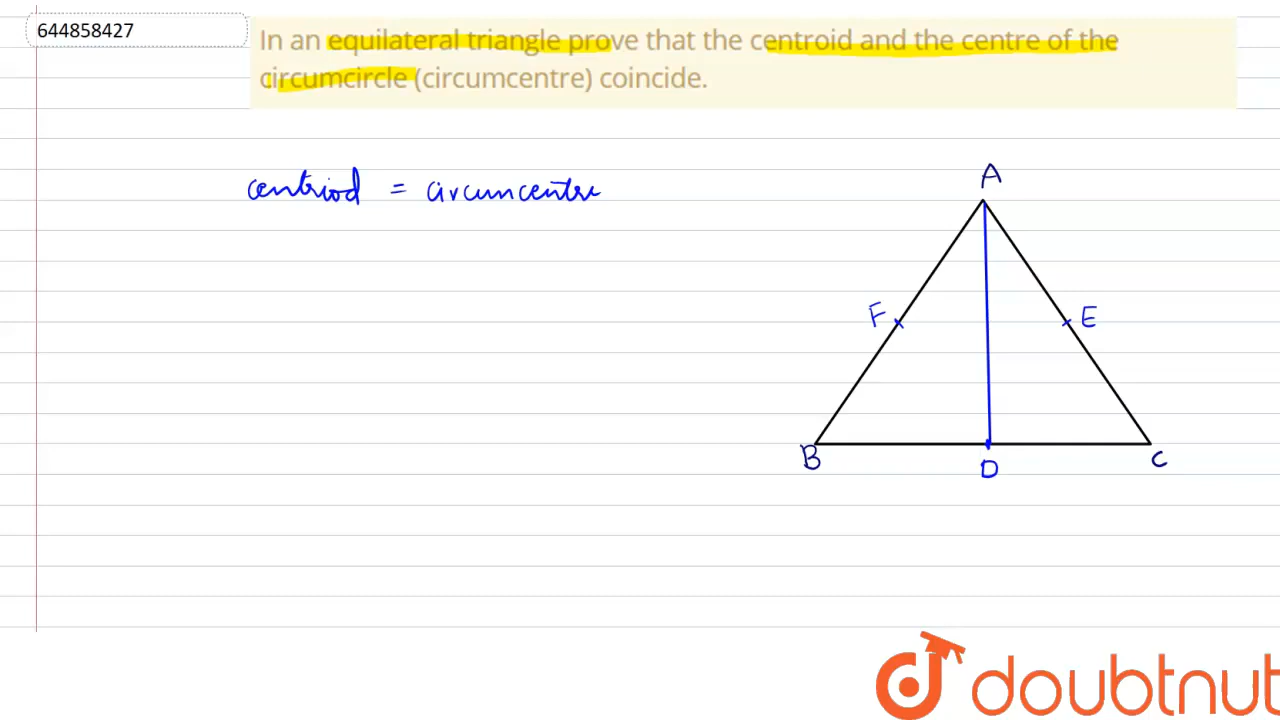 644858427
In an equilateral triangle prove that the centroid and the centre of the
circumcircle (circumcentre) coincide.
centriod = circumcentre
A
F
E
B
D
C
doubtnut